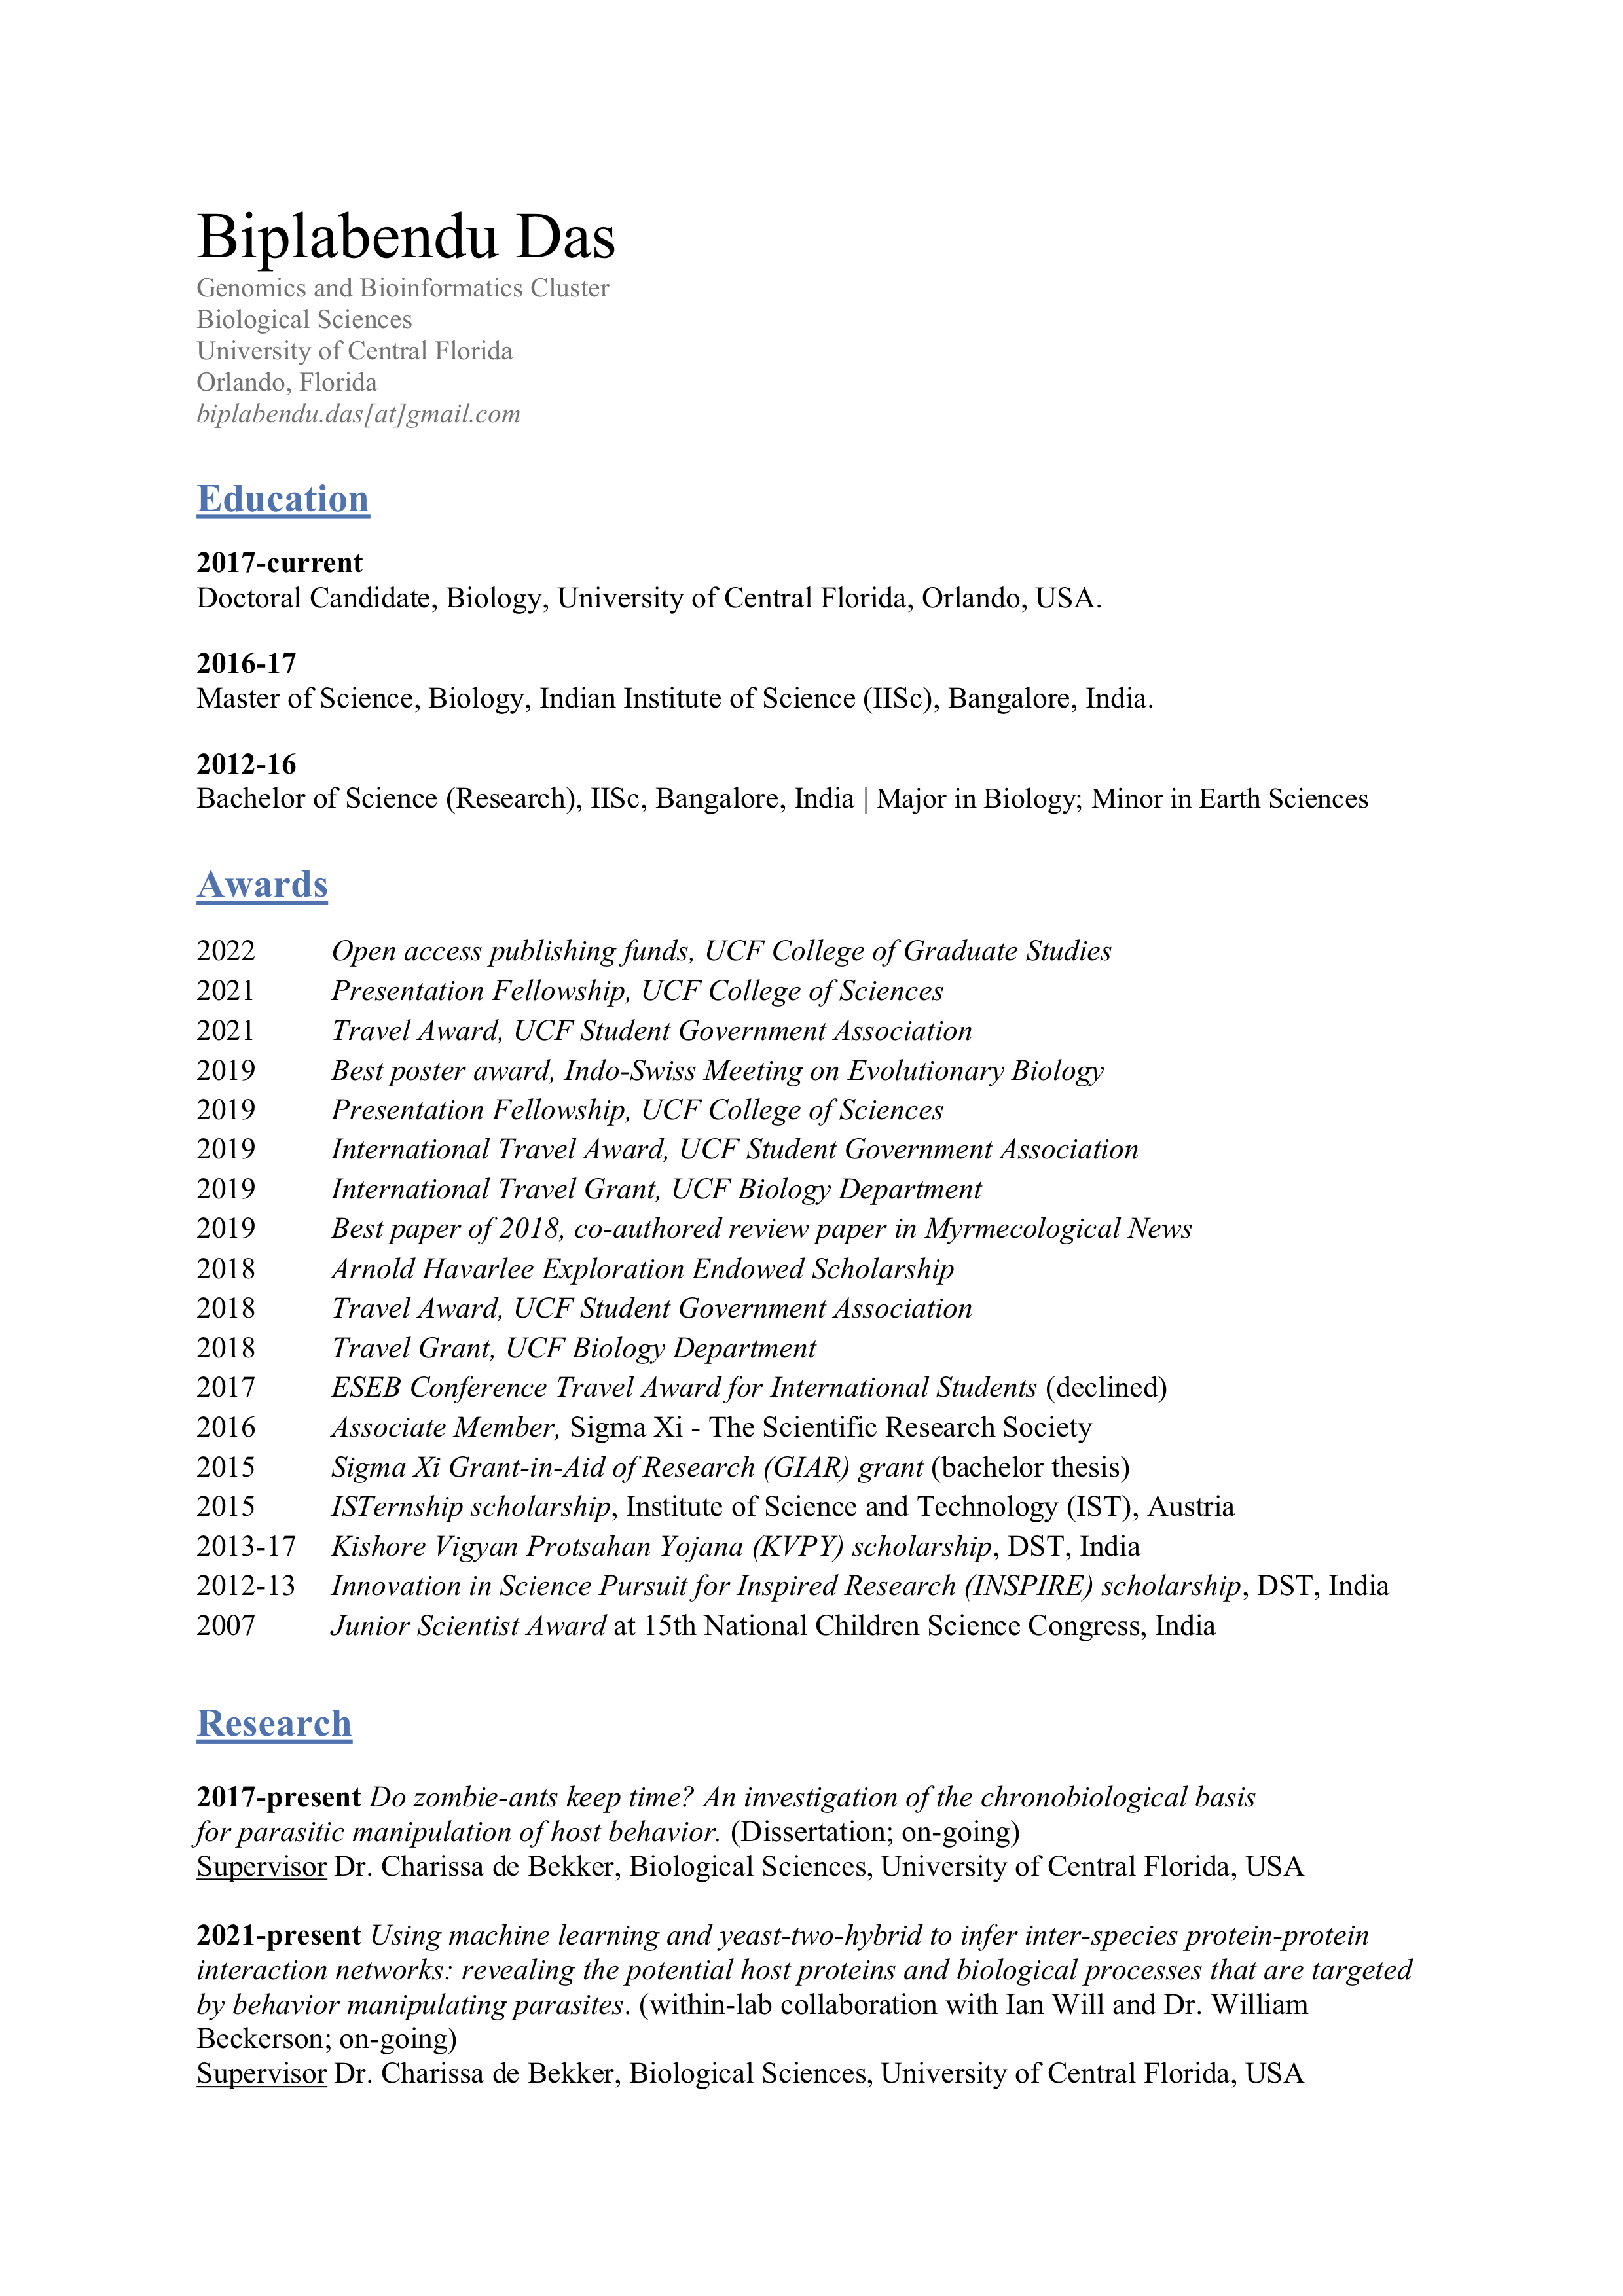 Biplabendu Das
Genomics and Bioinformatics Cluster
Biological Sciences
University of Central Florida
Orlando, Florida
biplabendu.das[at]gmail.com
Education
2017-current
Doctoral Candidate, Biology, University of Central Florida, Orlando, USA.
2016-17
Master of Science, Biology, Indian Institute of Science (IISc), Bangalore, India.
2012-16
Bachelor of Science (Research), IISc, Bangalore, India | Major in Biology; Minor in Earth Sciences
Awards
2022 Open access publishing funds, UCF College of Graduate Studies
2021 Presentation Fellowship, UCF College of Sciences
2021 Travel Award, UCF Student Government Association
2019 Best poster award, Indo-Swiss Meeting on Evolutionary Biology
2019 Presentation Fellowship, UCF College of Sciences
2019 International Travel Award, UCF Student Government Association
2019 International Travel Grant, UCF Biology Department
2019 Best paper of 2018, co-authored review paper in Myrmecological News
2018 Arnold Havarlee Exploration Endowed Scholarship
2018 Travel Award, UCF Student Government Association
2018 Travel Grant, UCF Biology Department
2017 ESEB Conference Travel Award for International Students (declined)
2016 Associate Member, Sigma Xi - The Scientific Research Society
2015 Sigma Xi Grant-in-Aid of Research (GIAR) grant (bachelor thesis)
2015 ISTernship scholarship, Institute of Science and Technology (IST), Austria
2013-17 Kishore Vigyan Protsahan Yojana (KVPY) scholarship, DST, India
2012-13 Innovation in Science Pursuit for Inspired Research (INSPIRE) scholarship, DST, India
2007 Junior Scientist Award at 15th National Children Science Congress, India
Research
2017-present Do zombie-ants keep time? An investigation of the chronobiological basis
for parasitic manipulation of host behavior. (Dissertation; on-going)
Supervisor Dr. Charissa de Bekker, Biological Sciences, University of Central Florida, USA
2021-present Using machine learning and yeast-two-hybrid to infer inter-species protein-protein
interaction networks: revealing the potential host proteins and biological processes that are targeted
by behavior manipulating parasites. (within-lab collaboration with Ian Will and Dr. William
Beckerson; on-going)
Supervisor Dr. Charissa de Bekker, Biological Sciences, University of Central Florida, USA